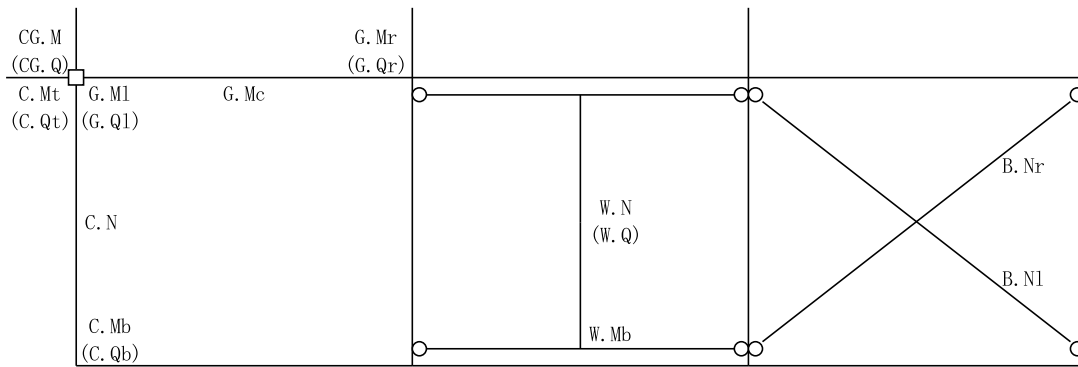 CG.M
(CG.Q)
G.Mr
(G.Qr)
C.Mt
(C.Qt)
G.Ml
(G.Ql)
G.Mc
C.N
C.Mb
(C.Qb)
W.N
(W.Q)
W.Mb
B.Nr
B.Nl